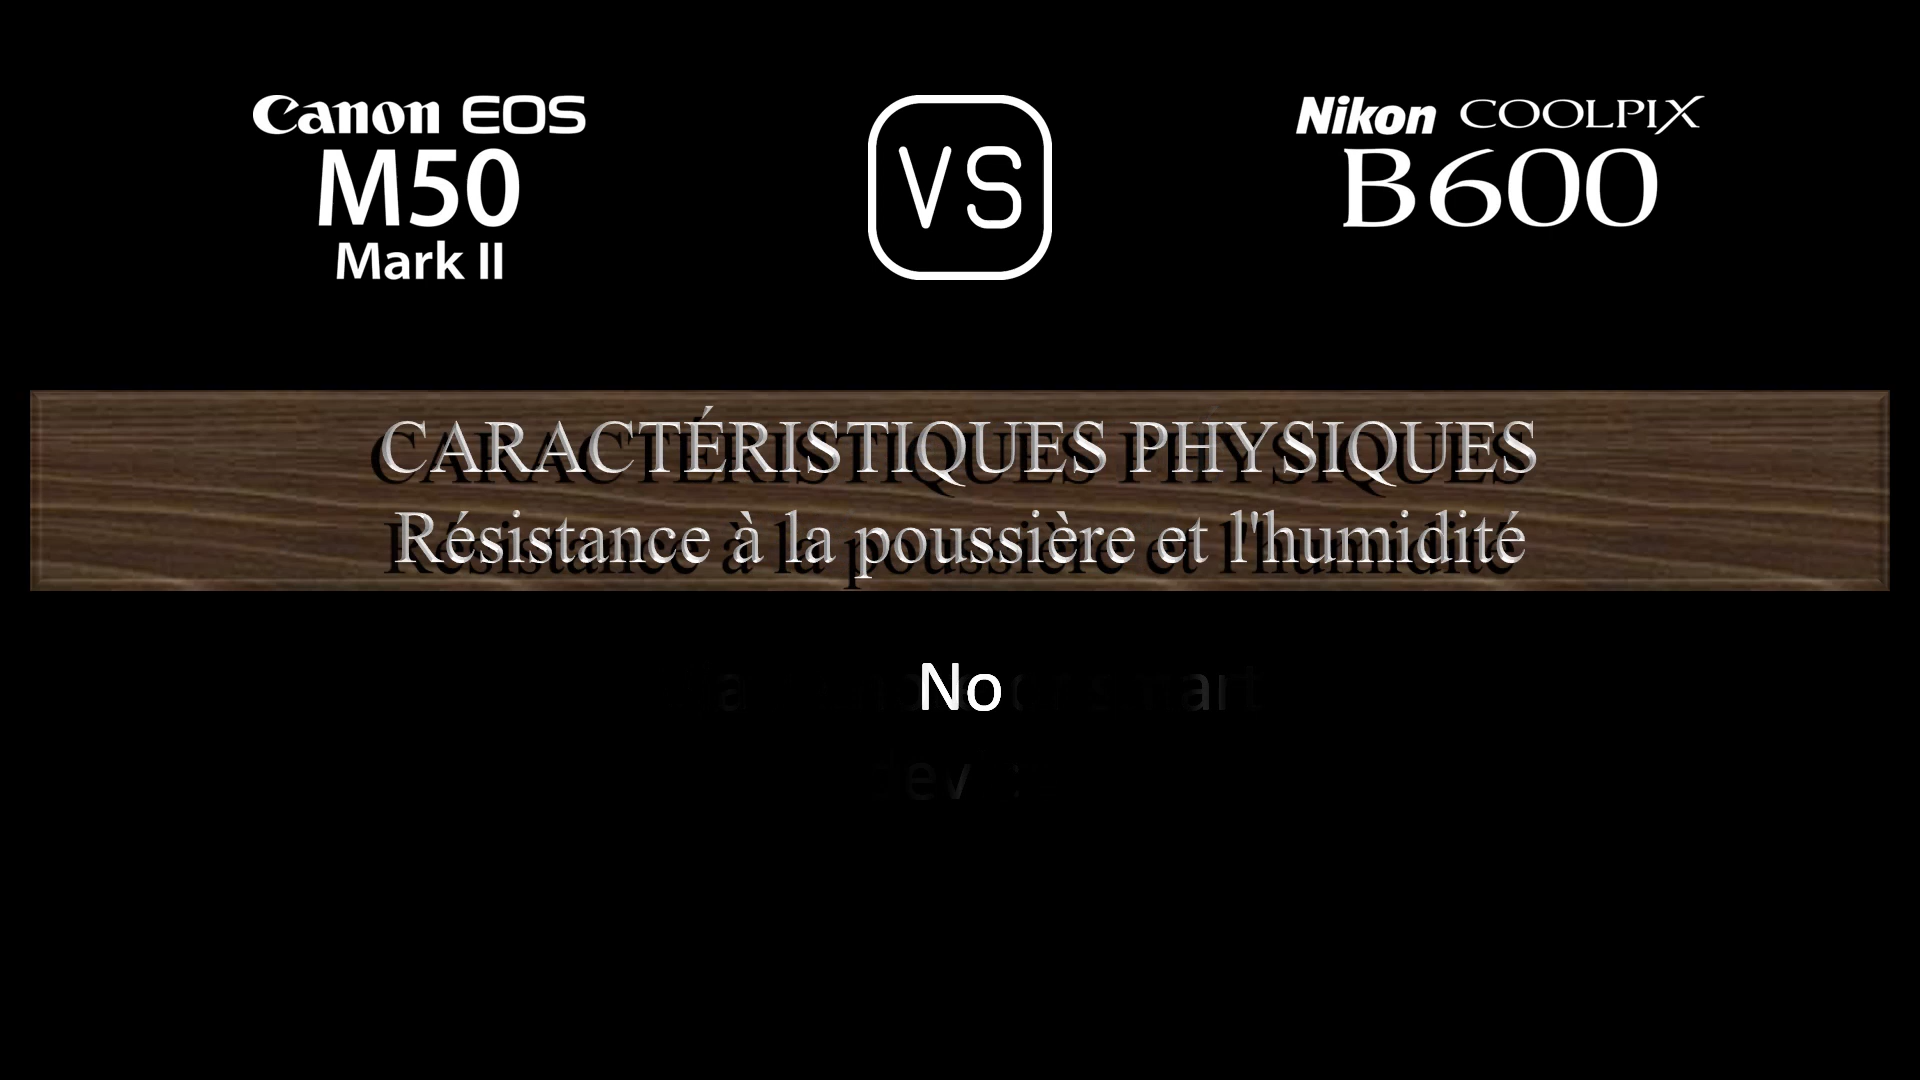 Canon EOS
M50
Mark II
VS
Nikon COOLPIX
B600
CARACTÉRISTIQUES PHYSIQUES
Résistance à la poussière et l'humidité
No